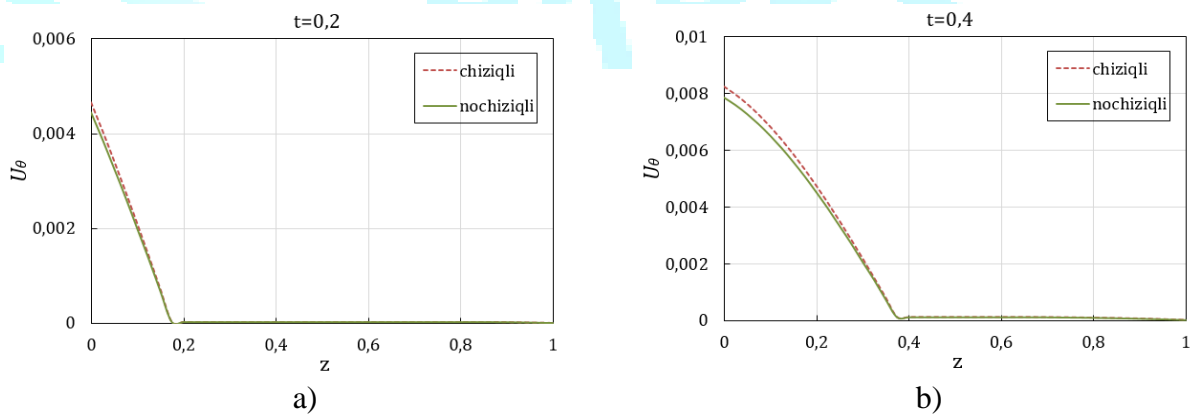 t=0,2
0,006
chiziqli
nochiziqli
0,004
Uθ
0,002
0
0 0,2 0,4 0,6 0,8 1
z
a)
t=0,4
0,01
chiziqli
0,008
nochiziqli
0,006
Uθ
0,004
0,002
0
0 0,2 0,4 0,6 0,8 1
z
b)